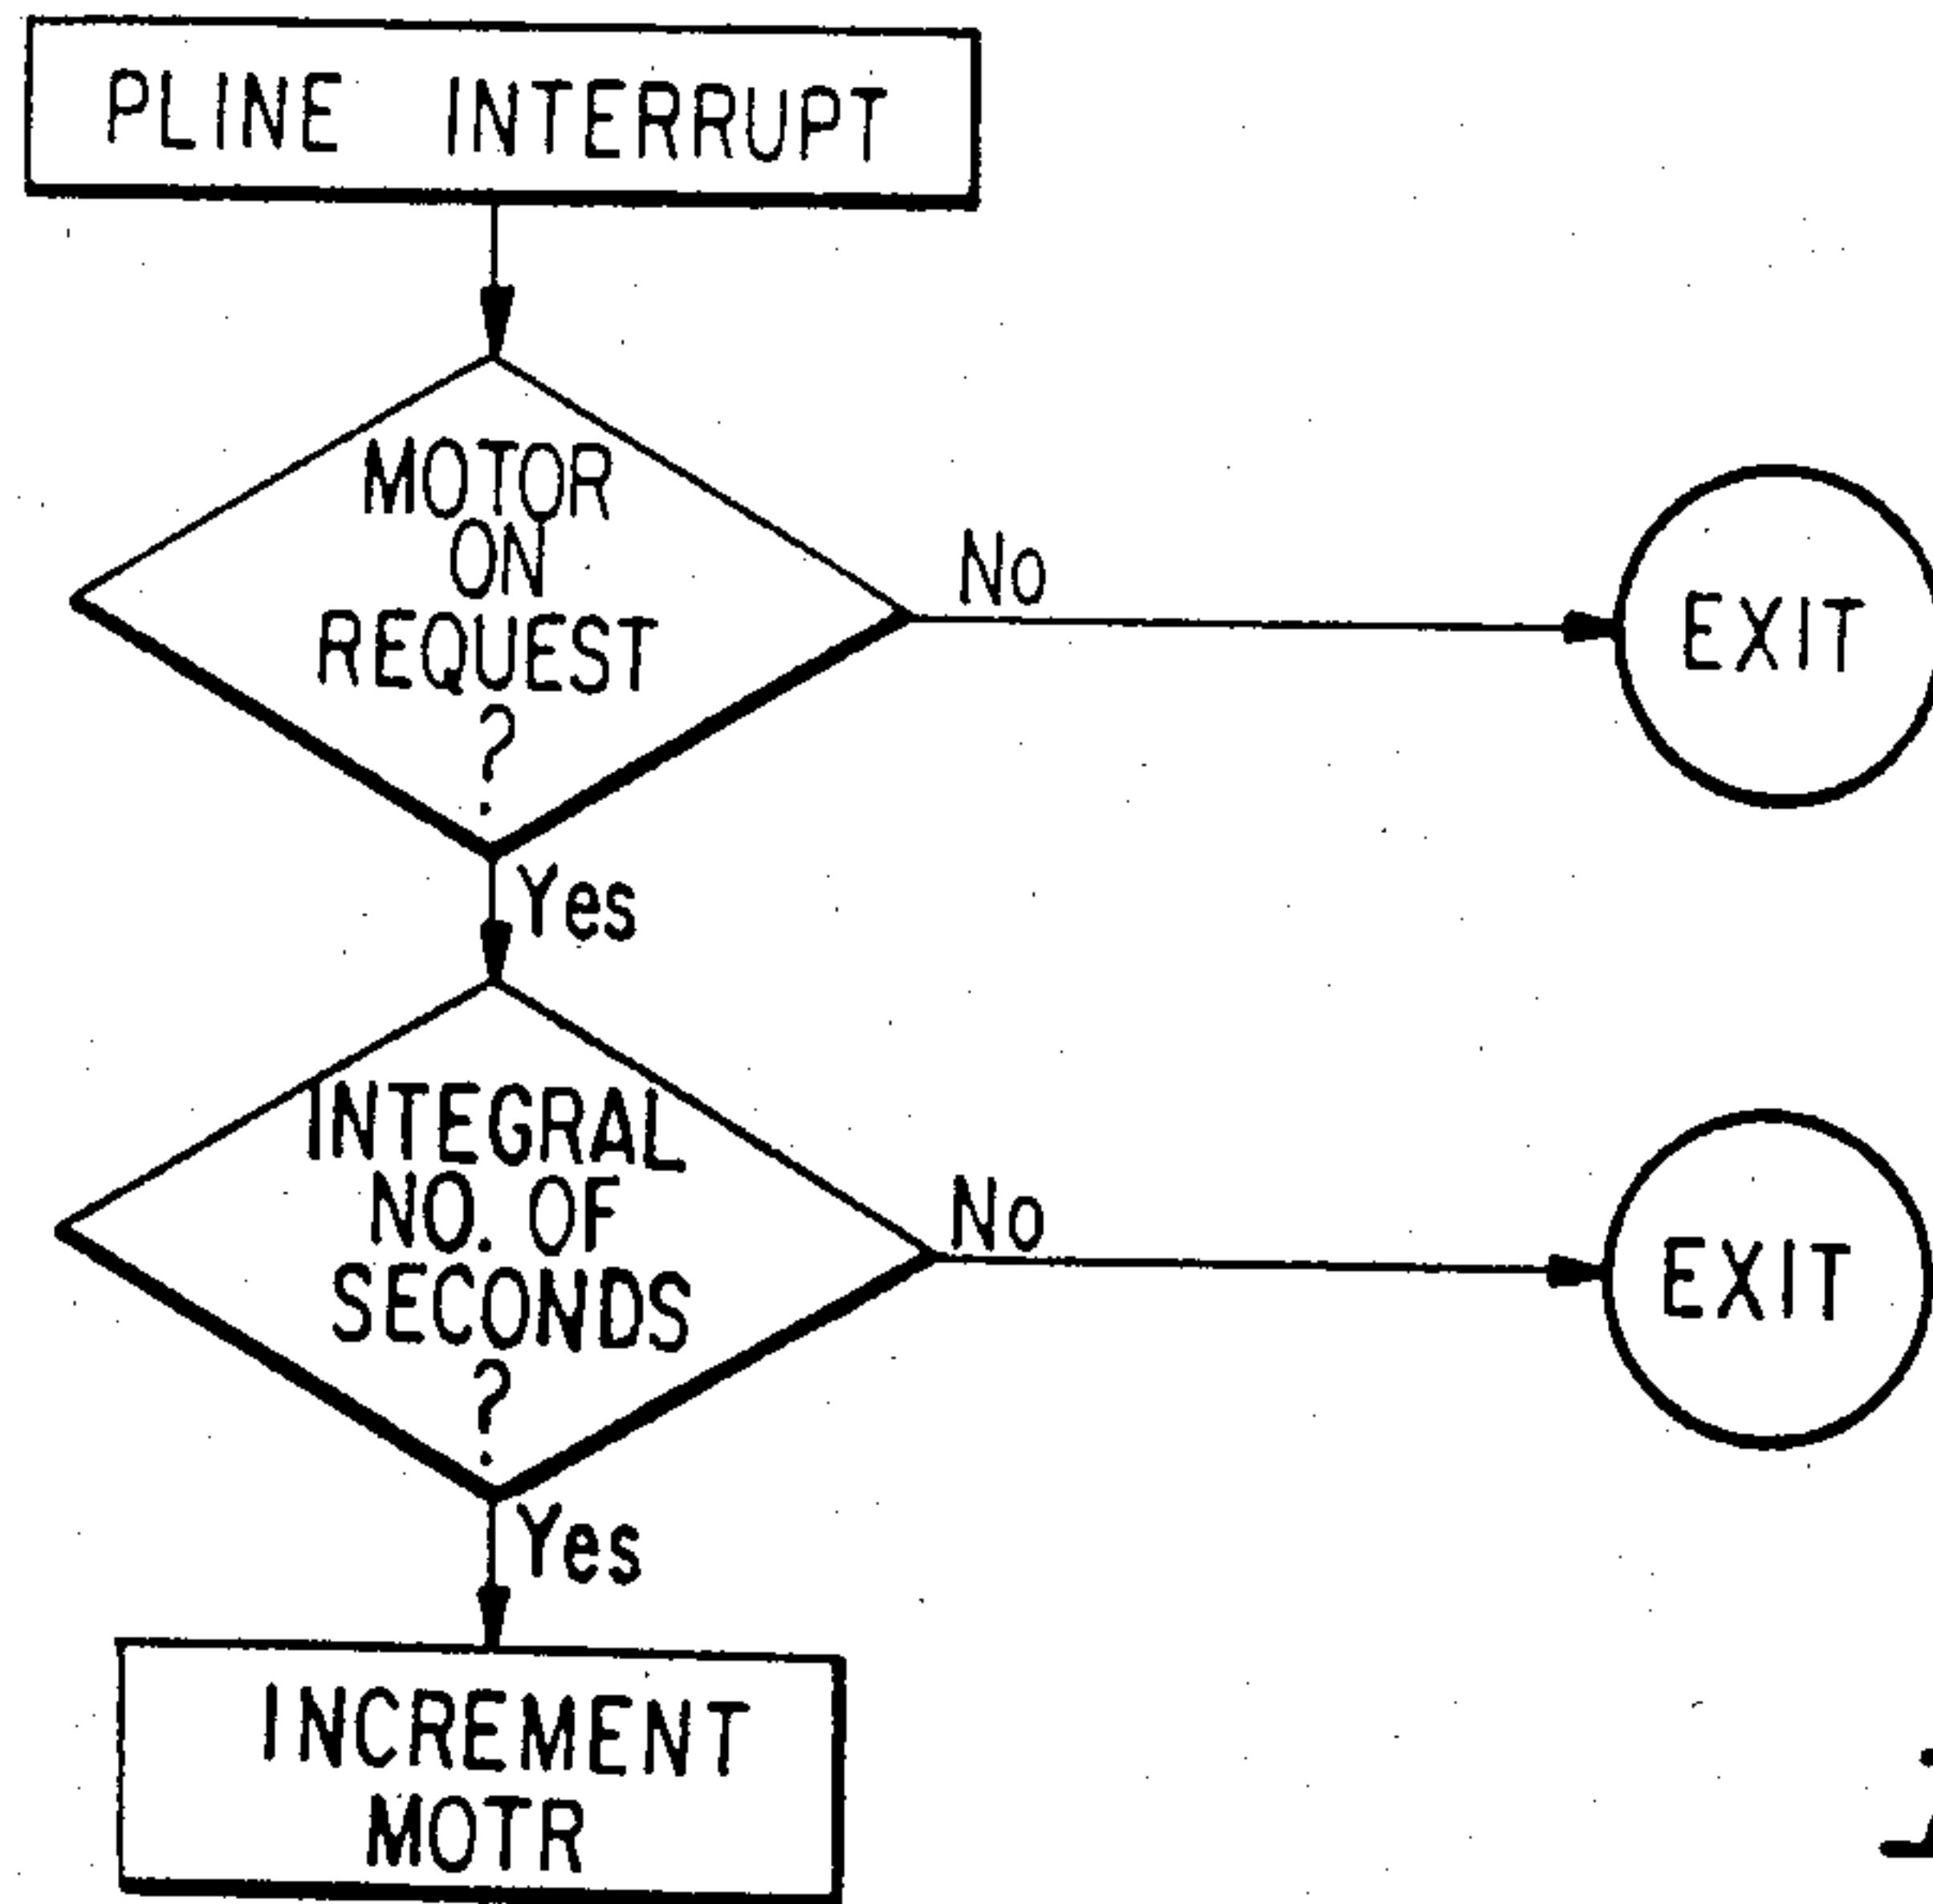 PLINE INTERRUPT
MOTOR
ON
REQUEST
?
No
EXIT
Yes
INTEGRAL
NO. OF
SECONDS
?
No
EXIT
Yes
INCREMENT
MOTR